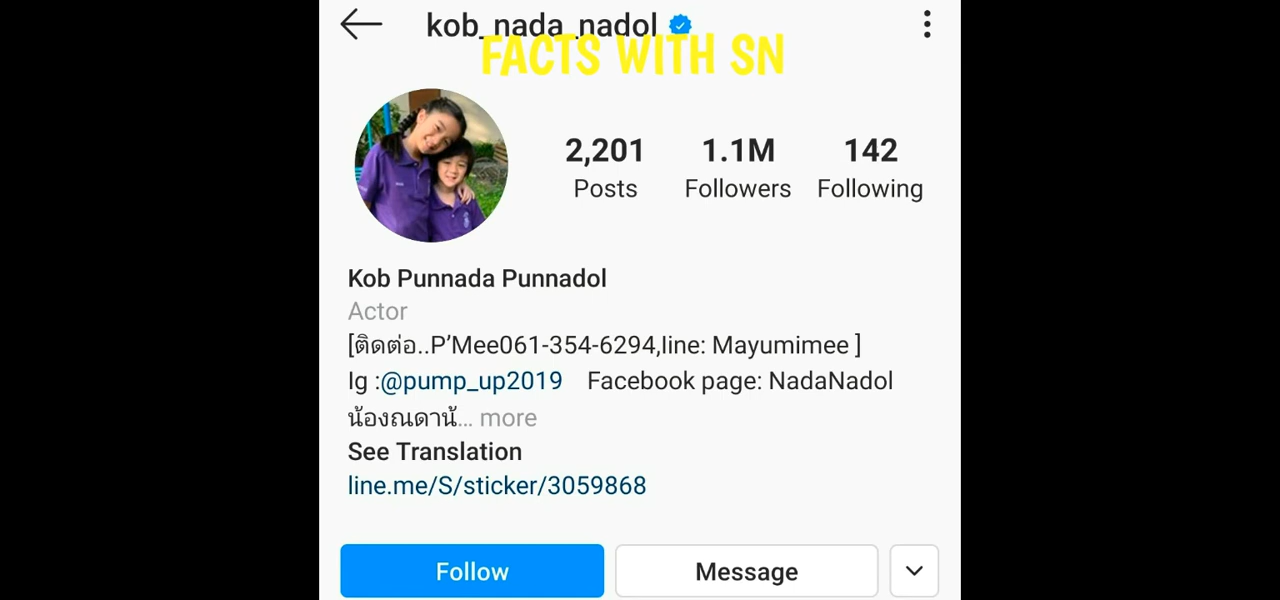 kob_nada_nadol
FACTS WITH SN
2,201 1.1M 142
Posts Followers Following
Kob Punnada Punnadol
Actor
[ติดต่อ..P’Mee061-354-6294,line: Mayumimee ]
Ig :@pump_up2019 Facebook page: NadaNadol
น้องณดาน้... more
See Translation
line.me/S/sticker/3059868
Follow Message